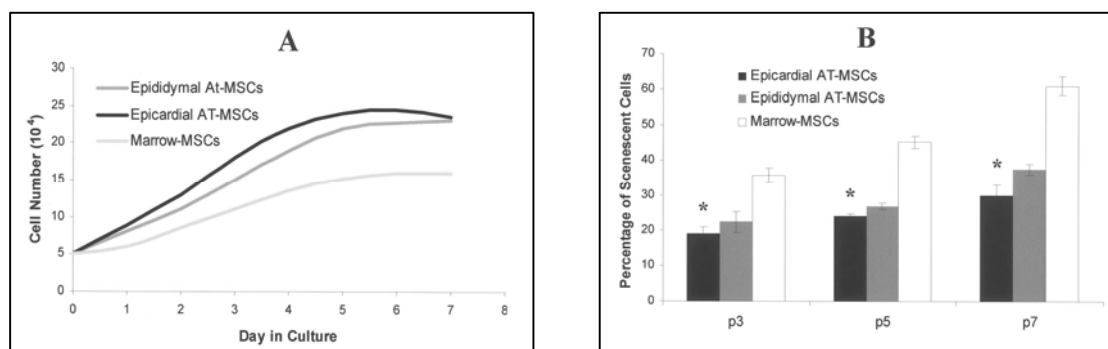 A
Epididymal At-MSCs
Epicardial AT-MSCs
Marrow-MSCs
Cell Number (10⁴)
30
25
20
15
10
5
0
0 1 2 3 4 5 6 7 8
Day in Culture
B
Epicardial AT-MSCs
Epididymal AT-MSCs
Marrow-MSCs
Percentage of Scenescent Cells
70
60
50
40
30
20
10
0
* * *
p3 p5 p7